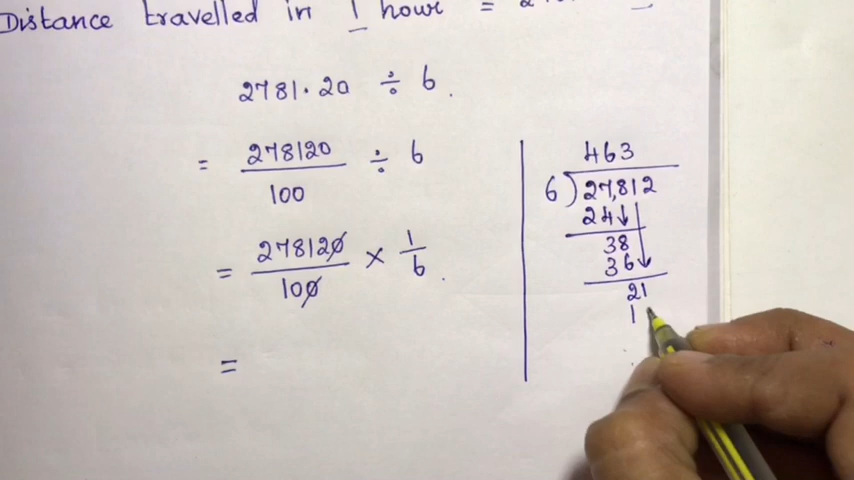 Distance travelled in 1 hour =
2781.20 ÷ 6.
= 278120/100 ÷ 6
= 278120/100 × 1/6.
=
463
6) 27,812
24↓
38
36↓
21
1